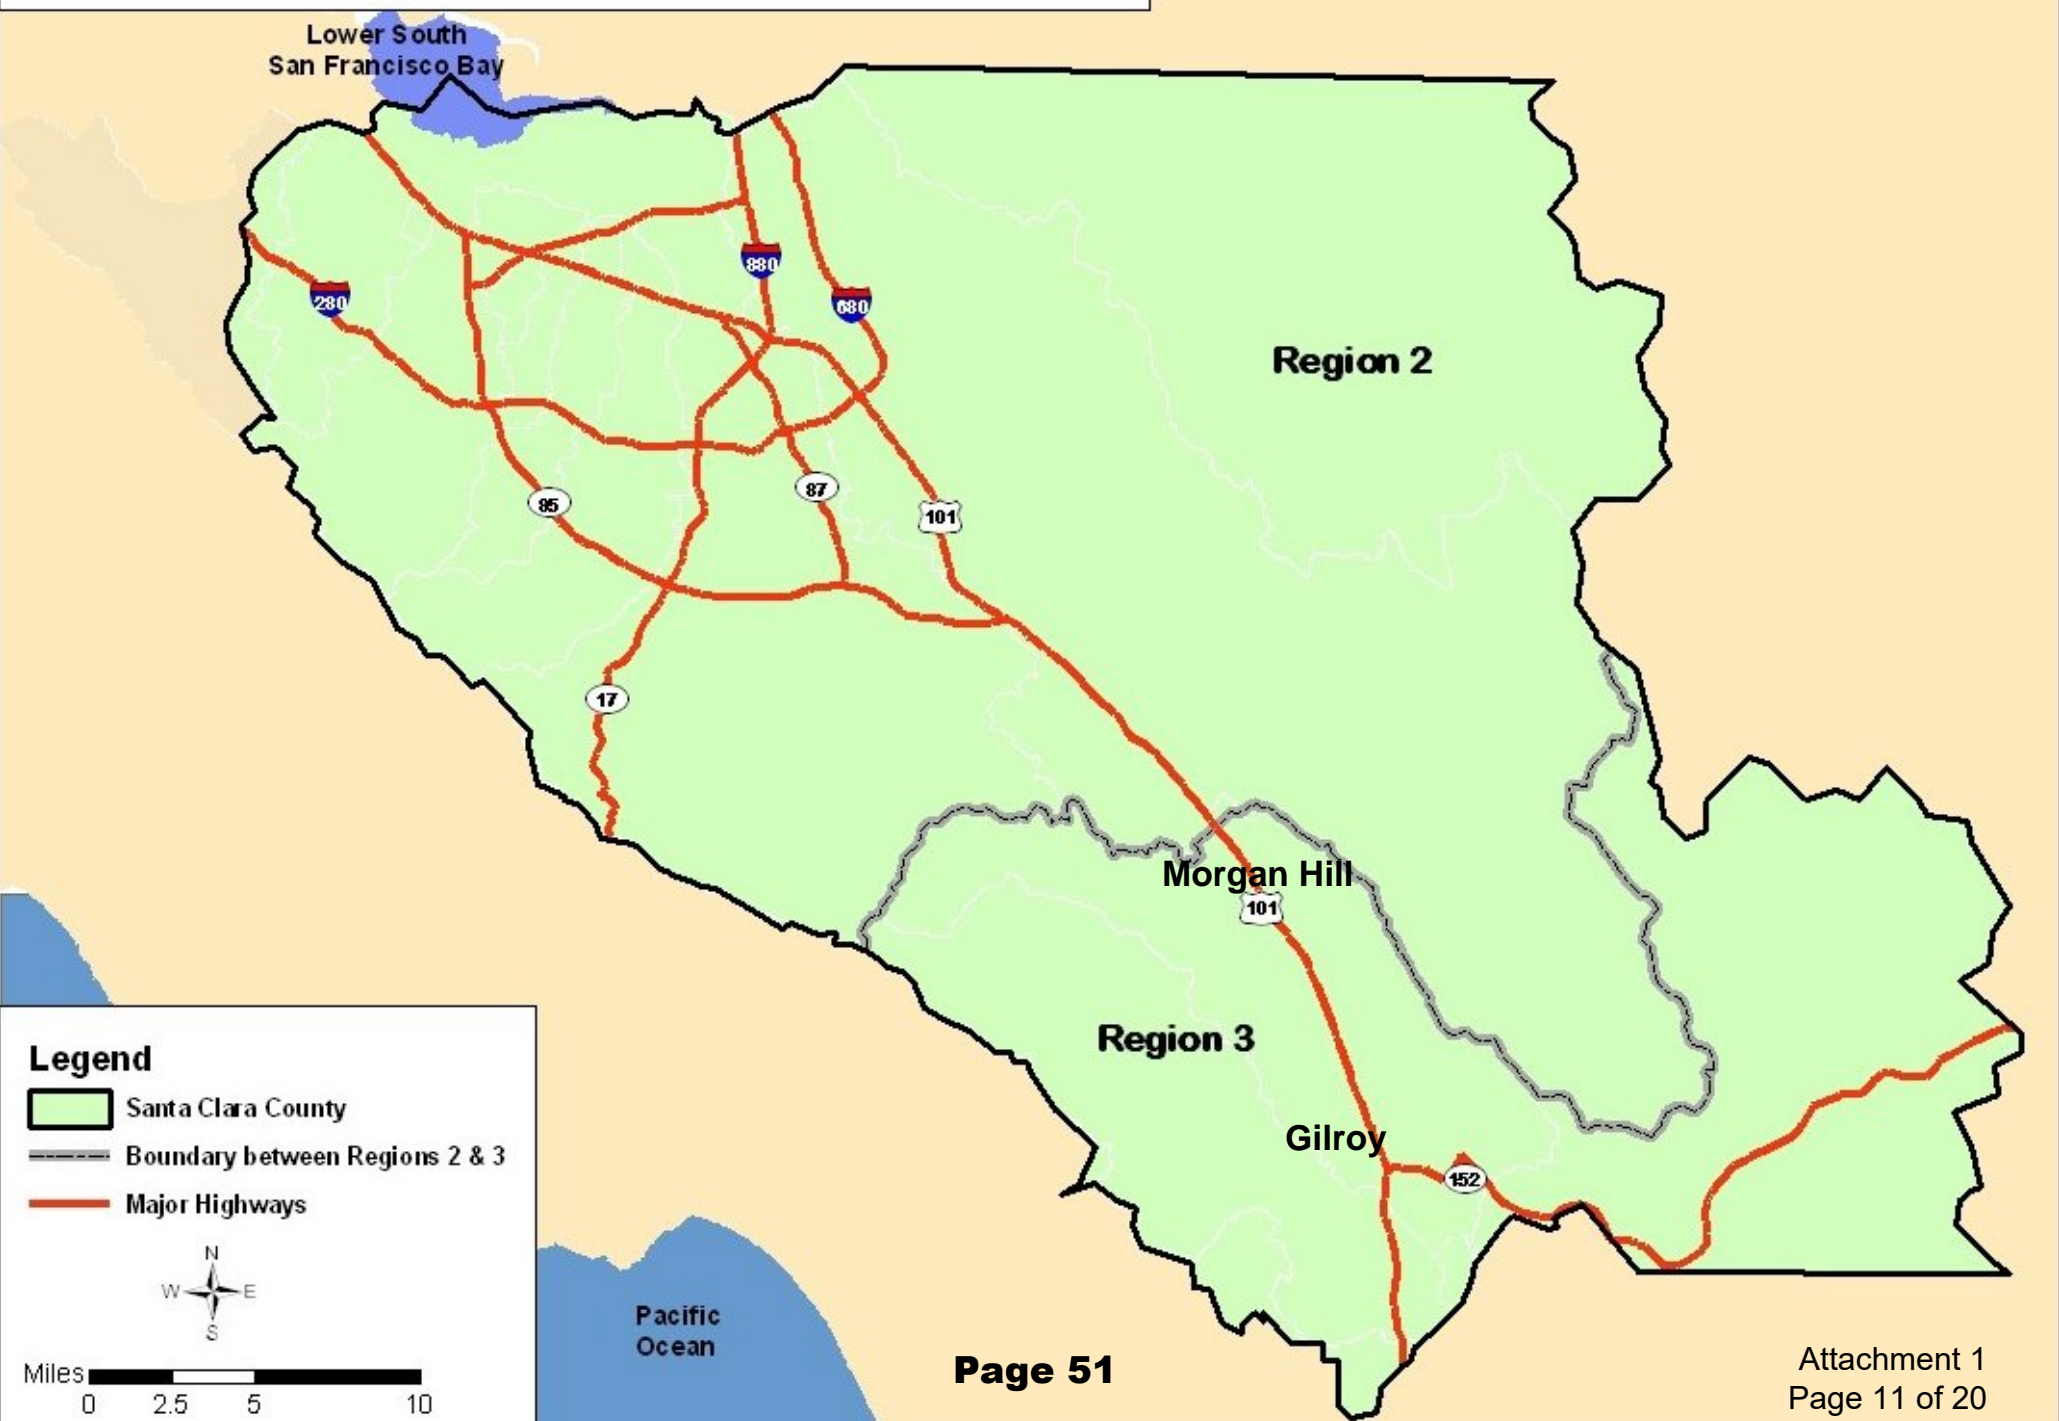 Lower South
San Francisco Bay
880
280
680
Region 2
87
85
101
17
Morgan Hill
101
Region 3
Legend
Santa Clara County
Boundary between Regions 2 & 3
Major Highways
Gilroy
152
N
W
E
S
Pacific
Ocean
Miles
0 2.5 5 10
Page 51
Attachment 1
Page 11 of 20